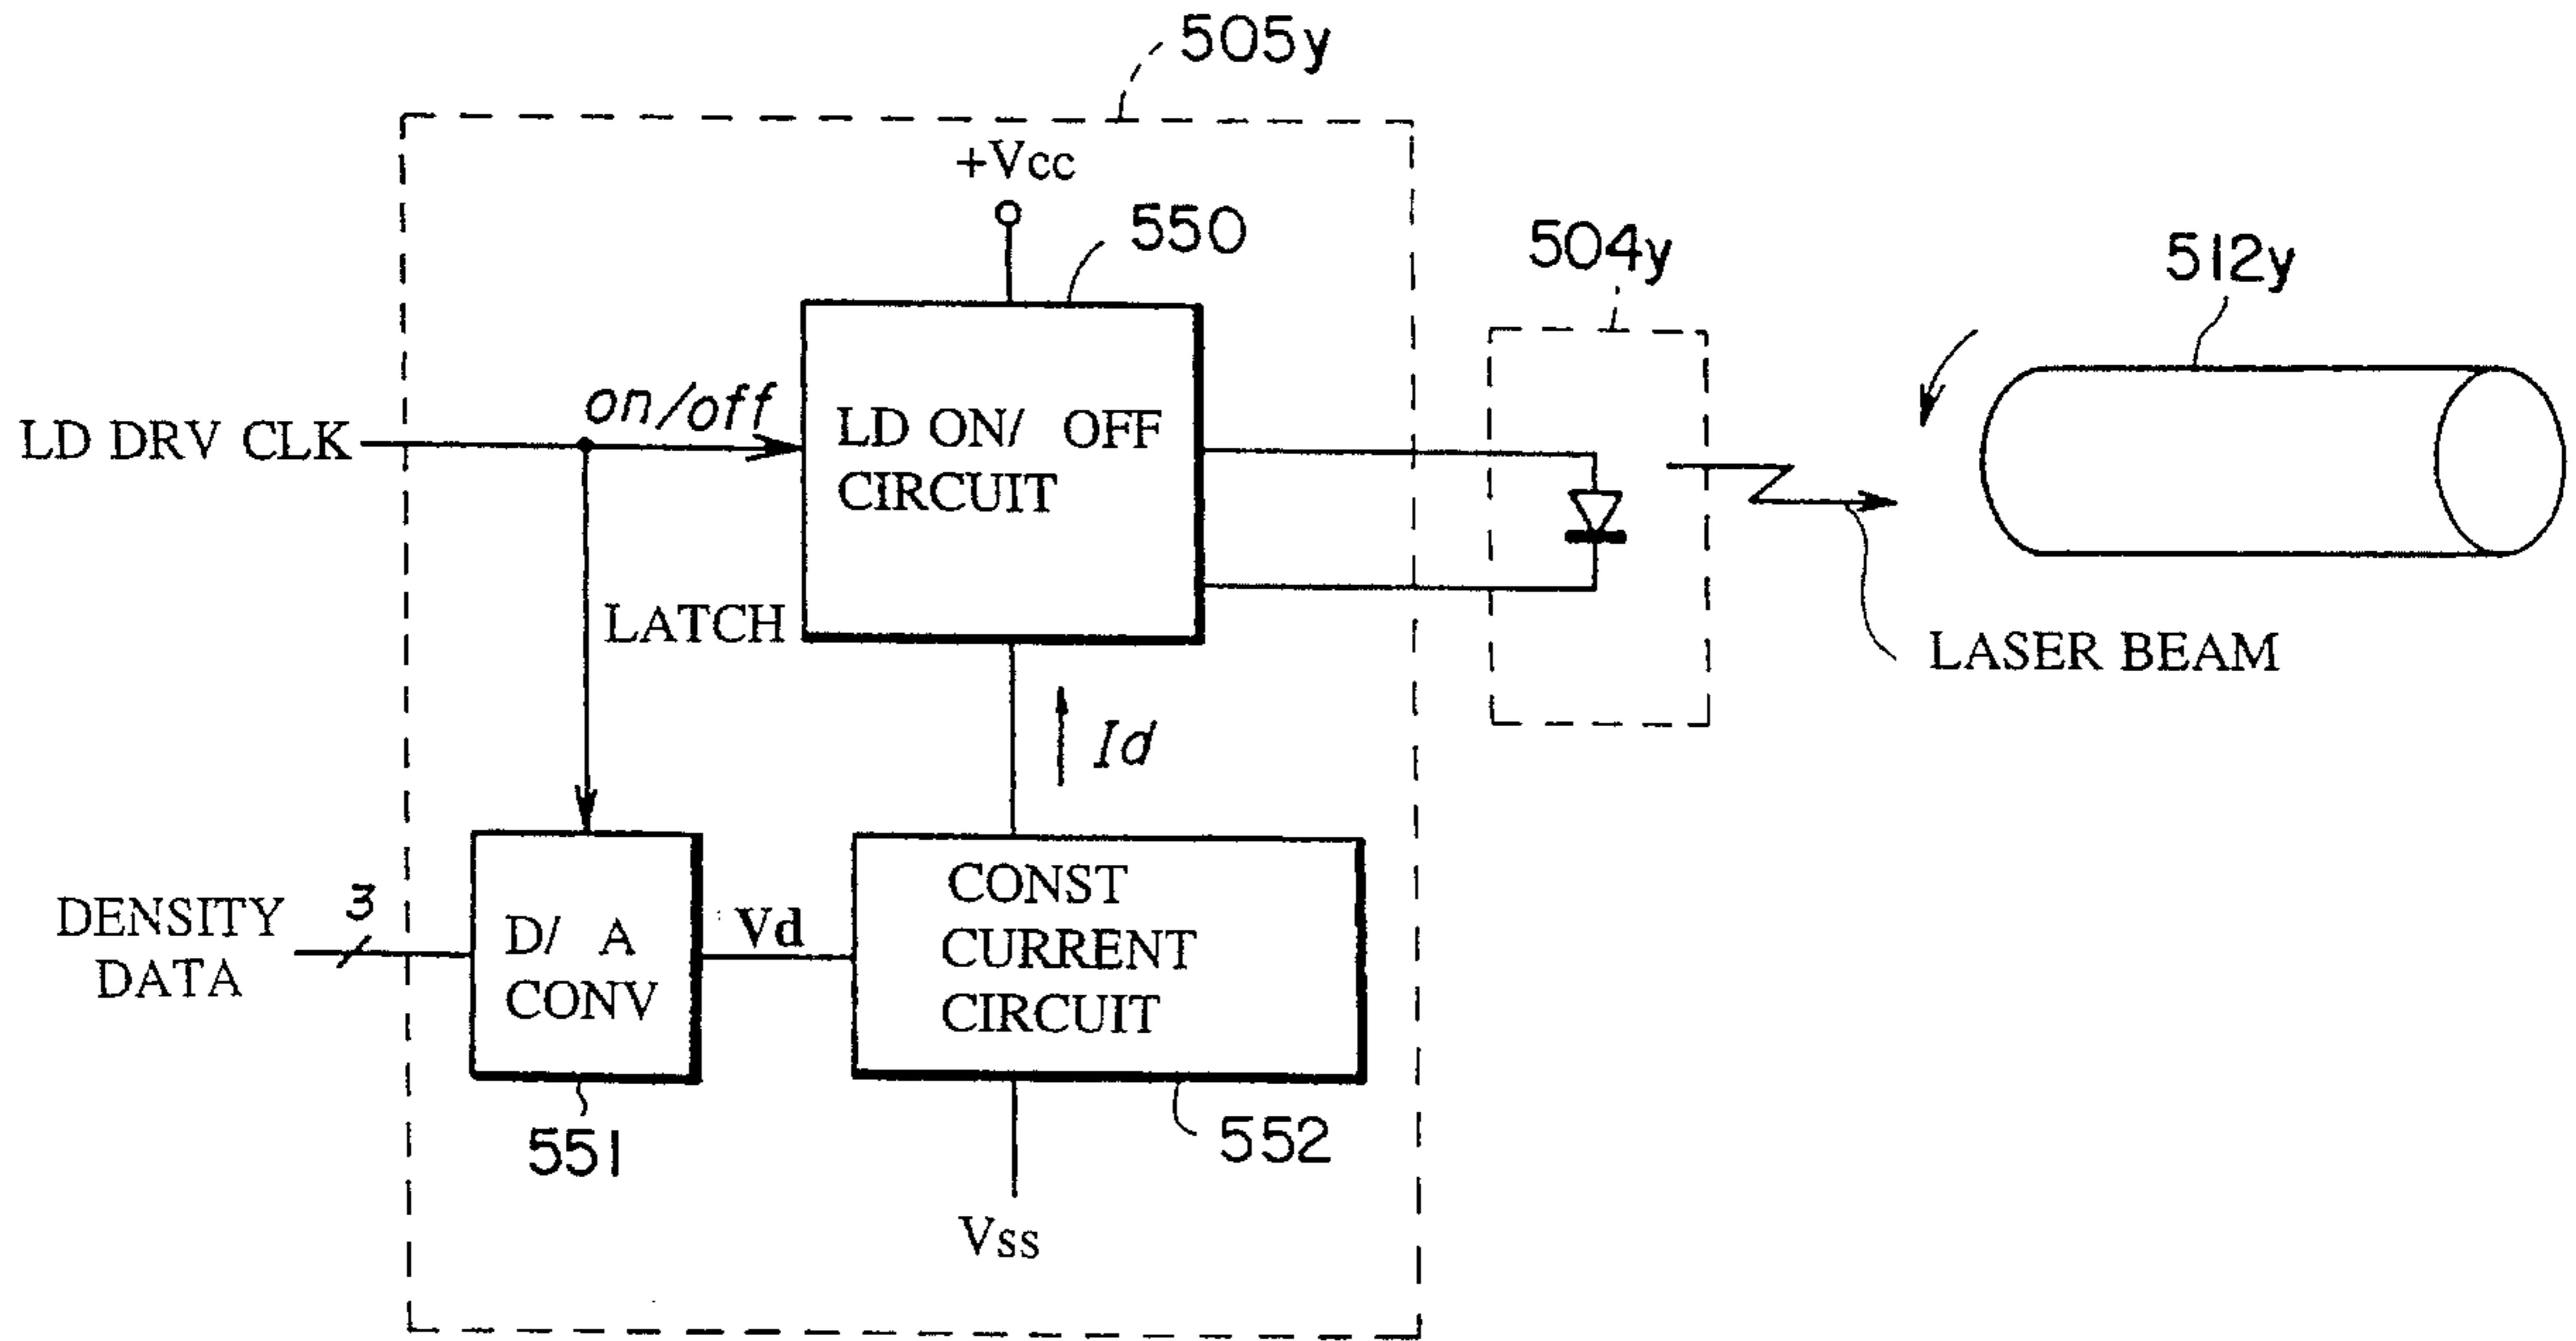 505y
+Vcc
550
504y
512y
on/off
LD DRV CLK
LD ON/ OFF
CIRCUIT
LATCH
LASER BEAM
Id
3
DENSITY
DATA
D/ A
CONV
Vd
CONST
CURRENT
CIRCUIT
551
552
Vss